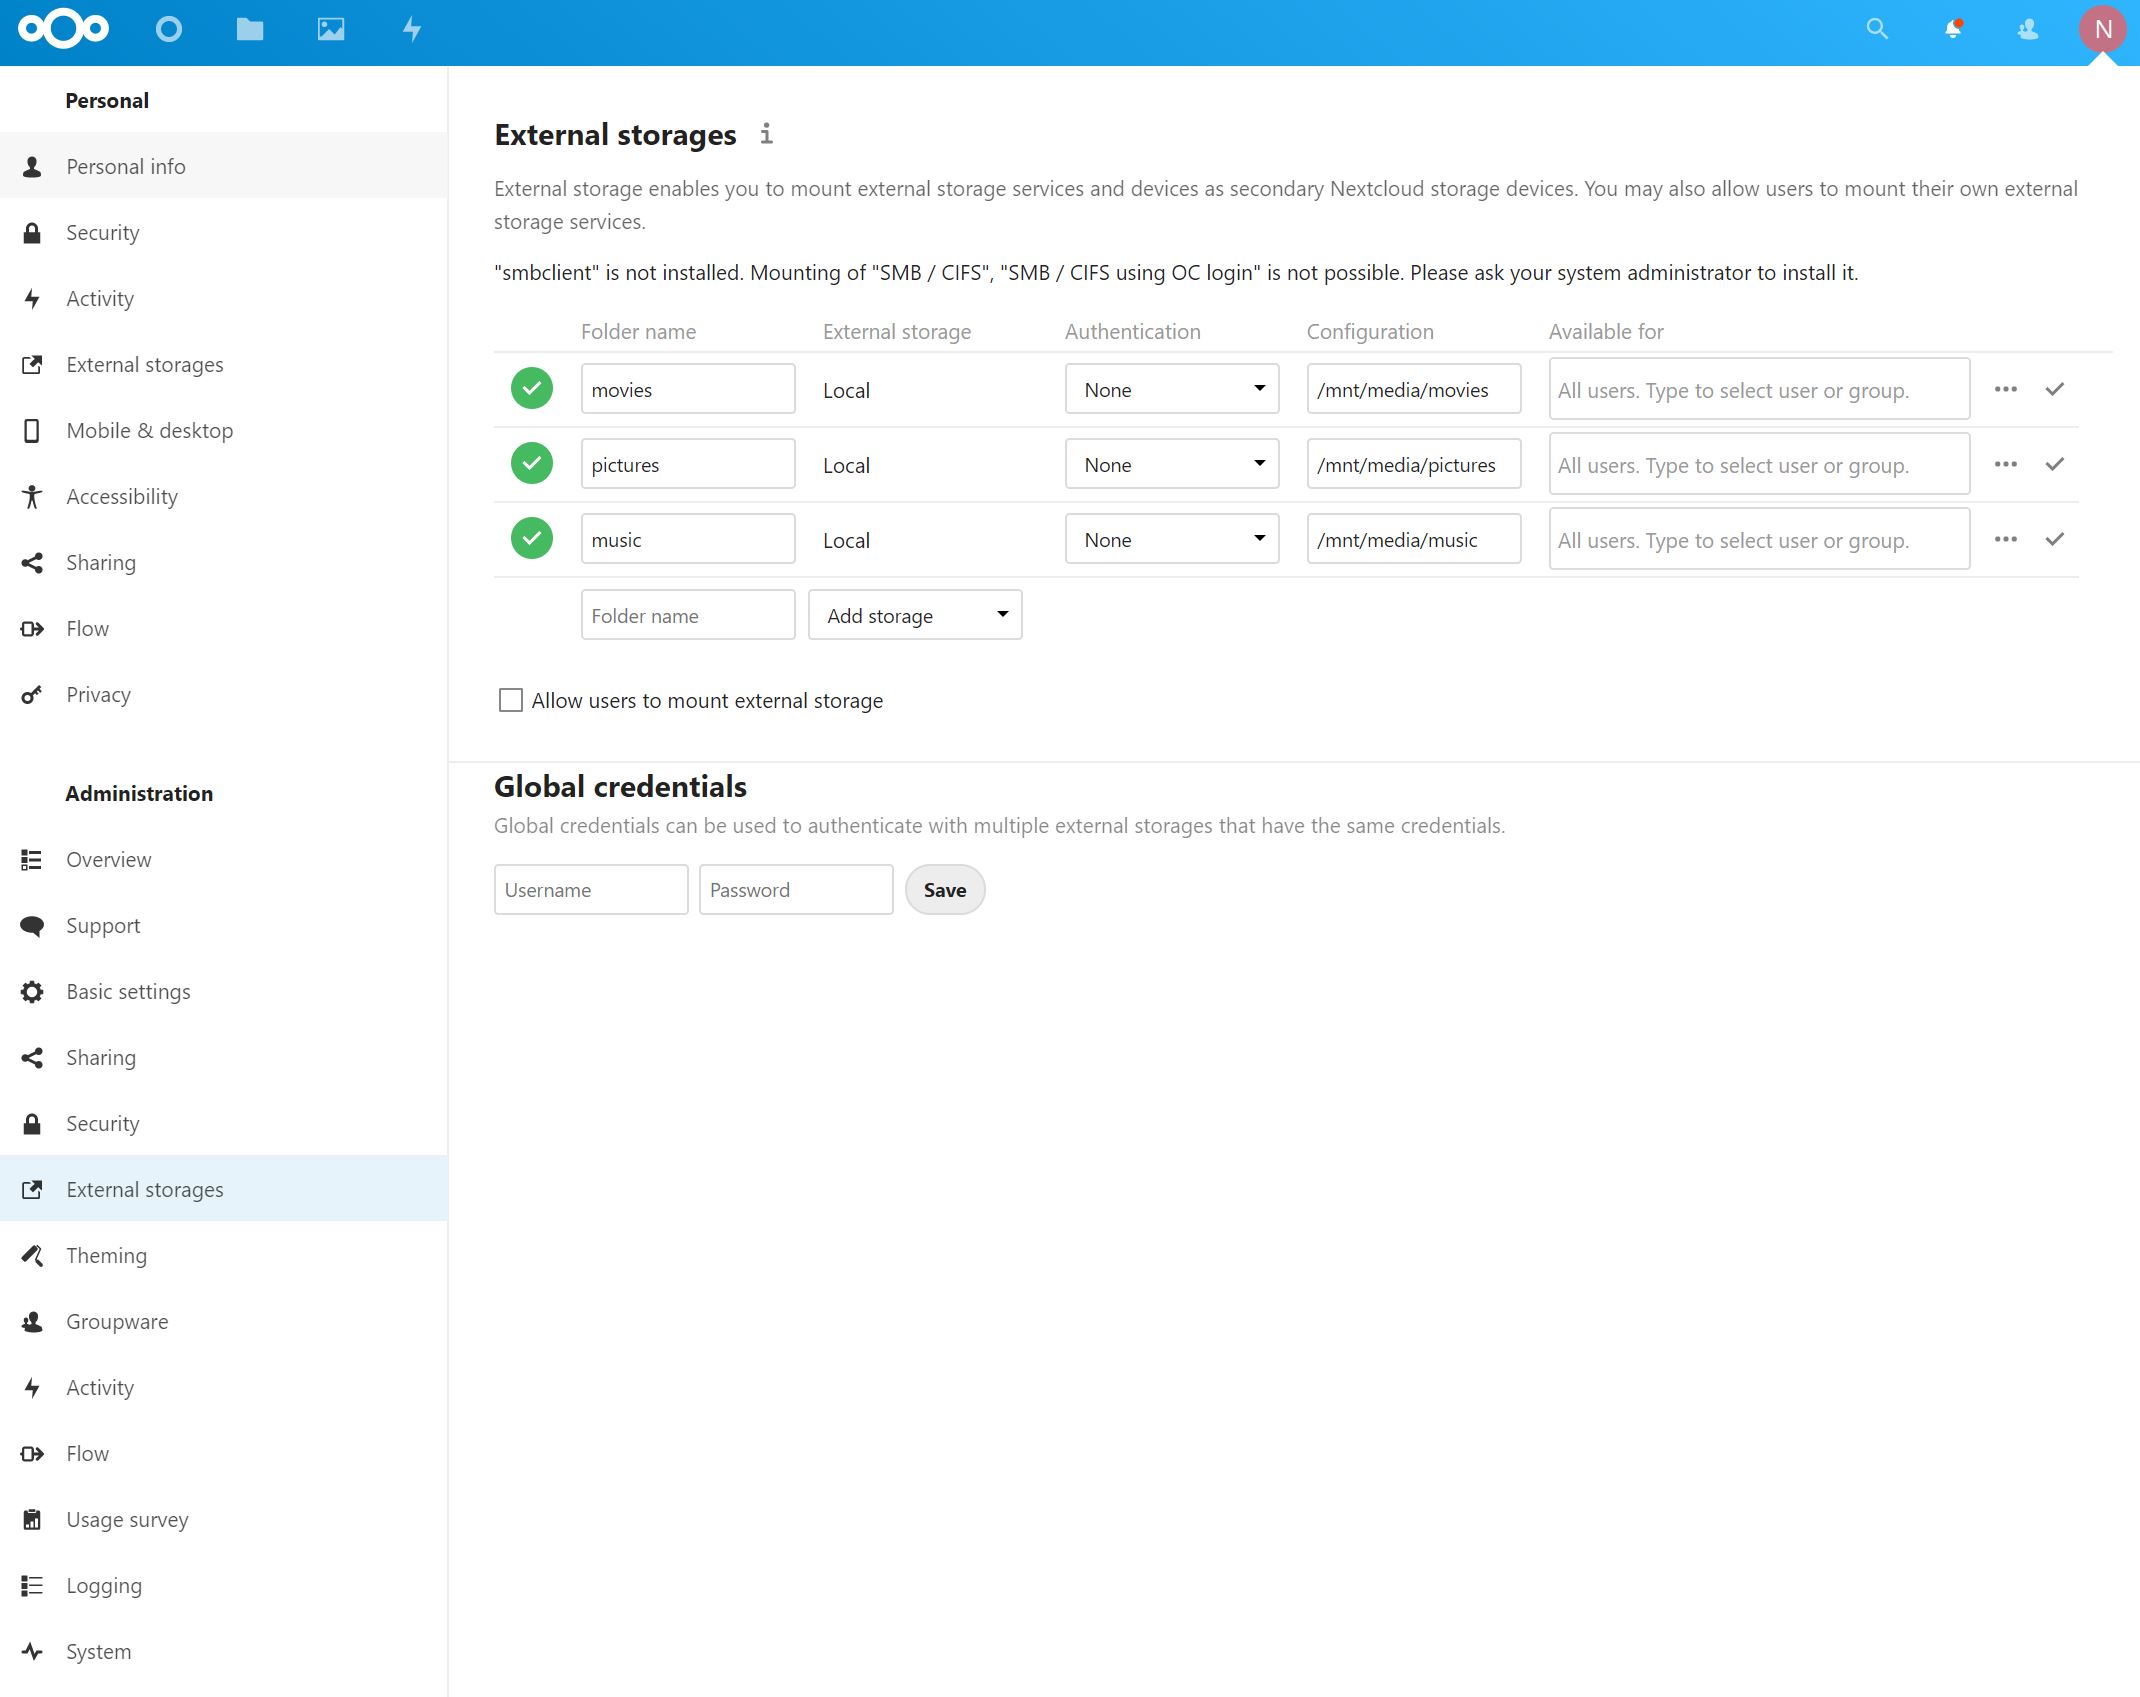 N
Personal
Personal info
Security
Activity
External storages
Mobile & desktop
Accessibility
Sharing
Flow
Privacy
Administration
Overview
Support
Basic settings
Sharing
Security
External storages
Theming
Groupware
Activity
Flow
Usage survey
Logging
System
External storages
External storage enables you to mount external storage services and devices as secondary Nextcloud storage devices. You may also allow users to mount their own external
storage services.
"smbclient" is not installed. Mounting of "SMB / CIFS", "SMB / CIFS using OC login" is not possible. Please ask your system administrator to install it.
Folder name External storage Authentication Configuration Available for
movies Local None /mnt/media/movies All users. Type to select user or group.
pictures Local None /mnt/media/pictures All users. Type to select user or group.
music Local None /mnt/media/music All users. Type to select user or group.
Folder name Add storage
Allow users to mount external storage
Global credentials
Global credentials can be used to authenticate with multiple external storages that have the same credentials.
Username Password Save